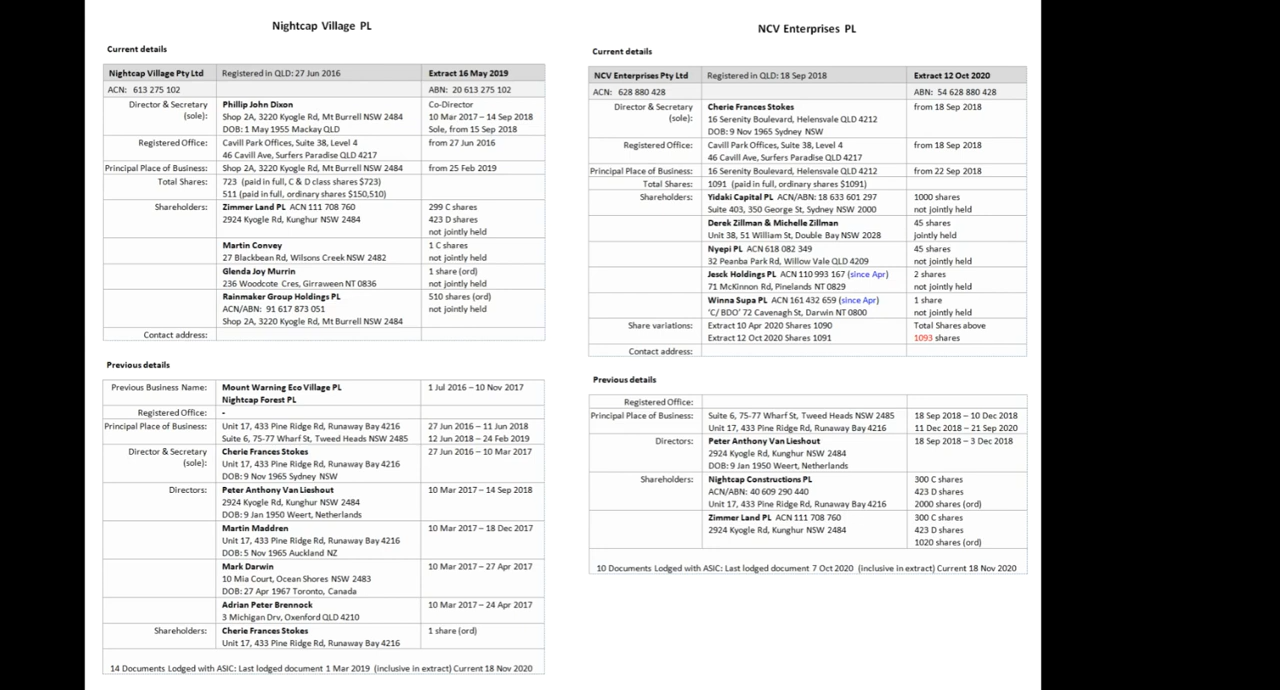 Nightcap Village PL
Current details
Nightcap Village Pty Ltd Registered in QLD: 27 Jun 2016 Extract 16 May 2019
ACN: 613 275 102 ABN: 20 613 275 102
Director & Secretary Phillip John Dixon Co-Director
(sole): Shop 2A, 3220 Kyogle Rd, Mt Burrell NSW 2484 10 Mar 2017 – 14 Sep 2018
DOB: 1 May 1955 Mackay QLD Sole, from 15 Sep 2018
Registered Office: Cavill Park Offices, Suite 38, Level 4 from 27 Jun 2016
46 Cavill Ave, Surfers Paradise QLD 4217
Principal Place of Business: Shop 2A, 3220 Kyogle Rd, Mt Burrell NSW 2484 from 25 Feb 2019
Total Shares: 723 (paid in full, C & D class shares $723)
511 (paid in full, ordinary shares $150,510)
Shareholders: Zimmer Land PL ACN 111 708 760 299 C shares
2924 Kyogle Rd, Kunghur NSW 2484 423 D shares
not jointly held
Martin Convey 1 C shares
27 Blackbean Rd, Wilsons Creek NSW 2482 not jointly held
Glenda Joy Murrin 1 share (ord)
236 Woodcote Cres, Girraween NT 0836 not jointly held
Rainmaker Group Holdings PL 510 shares (ord)
ACN/ABN: 91 617 873 051 not jointly held
Shop 2A, 3220 Kyogle Rd, Mt Burrell NSW 2484
Contact address:
Previous details
Previous Business Name: Mount Warning Eco Village PL 1 Jul 2016 – 10 Nov 2017
Nightcap Forest PL
Registered Office: -
Principal Place of Business: Unit 17, 433 Pine Ridge Rd, Runaway Bay 4216 27 Jun 2016 – 11 Jun 2018
Suite 6, 75-77 Wharf St, Tweed Heads NSW 2485 12 Jun 2018 – 24 Feb 2019
Director & Secretary Cherie Frances Stokes 27 Jun 2016 – 10 Mar 2017
(sole): Unit 17, 433 Pine Ridge Rd, Runaway Bay 4216
DOB: 9 Nov 1965 Sydney NSW
Directors: Peter Anthony Van Lieshout 10 Mar 2017 – 14 Sep 2018
2924 Kyogle Rd, Kunghur NSW 2484
DOB: 9 Jan 1950 Weert, Netherlands
Martin Maddren 10 Mar 2017 – 18 Dec 2017
Unit 17, 433 Pine Ridge Rd, Runaway Bay 4216
DOB: 5 Nov 1965 Auckland NZ
Mark Darwin 10 Mar 2017 – 27 Apr 2017
10 Mia Court, Ocean Shores NSW 2483
DOB: 27 Apr 1967 Toronto, Canada
Adrian Peter Brennock 10 Mar 2017 – 24 Apr 2017
3 Michigan Drv, Oxenford QLD 4210
Shareholders: Cherie Frances Stokes 1 share (ord)
Unit 17, 433 Pine Ridge Rd, Runaway Bay 4216
14 Documents Lodged with ASIC: Last lodged document 1 Mar 2019 (inclusive in extract) Current 18 Nov 2020
NCV Enterprises PL
Current details
NCV Enterprises Pty Ltd Registered in QLD: 18 Sep 2018 Extract 12 Oct 2020
ACN: 628 880 428 ABN: 54 628 880 428
Director & Secretary Cherie Frances Stokes from 18 Sep 2018
(sole): 16 Serenity Boulevard, Helensvale QLD 4212
DOB: 9 Nov 1965 Sydney NSW
Registered Office: Cavill Park Offices, Suite 38, Level 4 from 18 Sep 2018
46 Cavill Ave, Surfers Paradise QLD 4217
Principal Place of Business: 16 Serenity Boulevard, Helensvale QLD 4212 from 22 Sep 2018
Total Shares: 1091 (paid in full, ordinary shares $1091)
Shareholders: Yidaki Capital PL ACN/ABN: 18 633 601 297 1000 shares
Suite 403, 350 George St, Sydney NSW 2000 not jointly held
Derek Zillman & Michelle Zillman 45 shares
Unit 38, 51 William St, Double Bay NSW 2028 jointly held
Nyepi PL ACN 618 082 349 45 shares
32 Peanba Park Rd, Willow Vale QLD 4209 not jointly held
Jesck Holdings PL ACN 110 993 167 (since Apr) 2 shares
71 McKinnon Rd, Pinelands NT 0829 not jointly held
Winna Supa PL ACN 161 432 659 (since Apr) 1 share
'C/ BDO' 72 Cavenagh St, Darwin NT 0800 not jointly held
Share variations: Extract 10 Apr 2020 Shares 1090 Total Shares above
Extract 12 Oct 2020 Shares 1091 1093 shares
Contact address:
Previous details
Registered Office:
Principal Place of Business: Suite 6, 75-77 Wharf St, Tweed Heads NSW 2485 18 Sep 2018 – 10 Dec 2018
Unit 17, 433 Pine Ridge Rd, Runaway Bay 4216 11 Dec 2018 – 21 Sep 2020
Directors: Peter Anthony Van Lieshout 18 Sep 2018 – 3 Dec 2018
2924 Kyogle Rd, Kunghur NSW 2484
DOB: 9 Jan 1950 Weert, Netherlands
Shareholders: Nightcap Constructions PL 300 C shares
ACN/ABN: 40 609 290 440 423 D shares
Unit 17, 433 Pine Ridge Rd, Runaway Bay 4216 2000 shares (ord)
Zimmer Land PL ACN 111 708 760 300 C shares
2924 Kyogle Rd, Kunghur NSW 2484 423 D shares
1020 shares (ord)
10 Documents Lodged with ASIC: Last lodged document 7 Oct 2020 (inclusive in extract) Current 18 Nov 2020